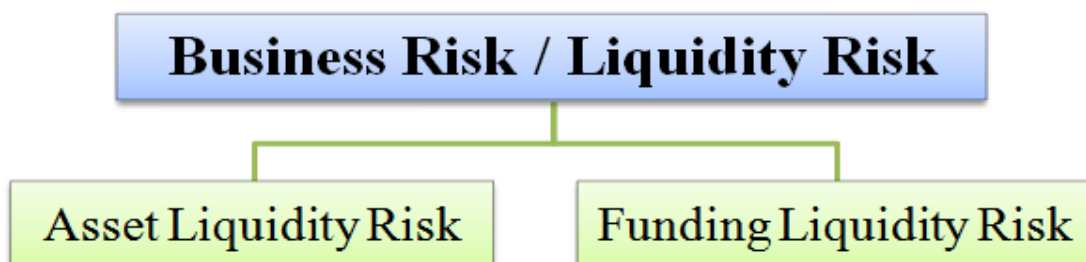 Business Risk / Liquidity Risk
Asset Liquidity Risk
Funding Liquidity Risk